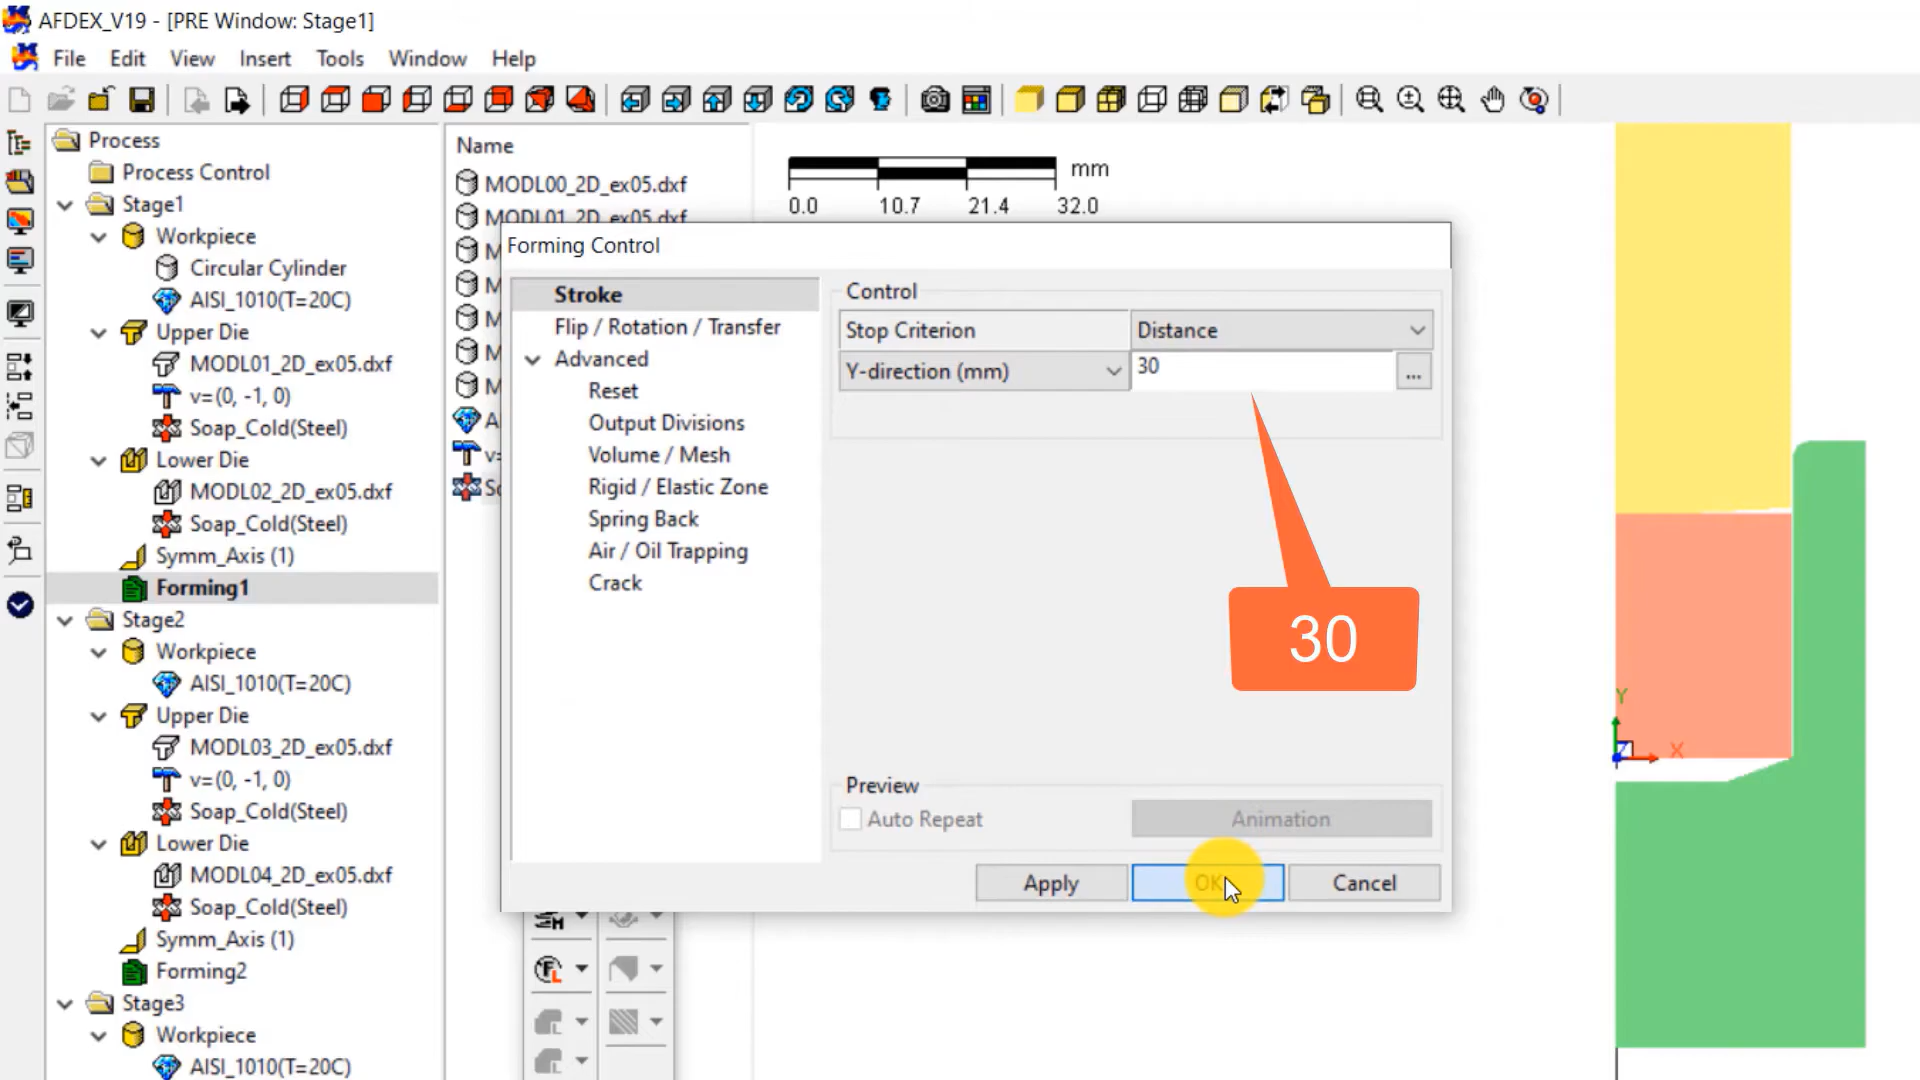 AFDEX_V19 - [PRE Window: Stage1]
File Edit View Insert Tools Window Help
Process
Process Control
Stage1
Workpiece
Circular Cylinder
AISI_1010(T=20C)
Upper Die
MODL01_2D_ex05.dxf
v=(0, -1, 0)
Soap_Cold(Steel)
Lower Die
MODL02_2D_ex05.dxf
Soap_Cold(Steel)
Symm_Axis (1)
Forming1
Stage2
Workpiece
AISI_1010(T=20C)
Upper Die
MODL03_2D_ex05.dxf
v=(0, -1, 0)
Soap_Cold(Steel)
Lower Die
MODL04_2D_ex05.dxf
Soap_Cold(Steel)
Symm_Axis (1)
Forming2
Stage3
Workpiece
AISI_1010(T=20C)
Name
MODL00_2D_ex05.dxf
MODL01_2D_ex05.dxf
mm
0.0 10.7 21.4 32.0
Forming Control
Stroke
Flip / Rotation / Transfer
Advanced
Reset
Output Divisions
Volume / Mesh
Rigid / Elastic Zone
Spring Back
Air / Oil Trapping
Crack
Control
Stop Criterion Distance
Y-direction (mm) 30 ...
30
Preview
Auto Repeat Animation
Apply OK Cancel
Y
X